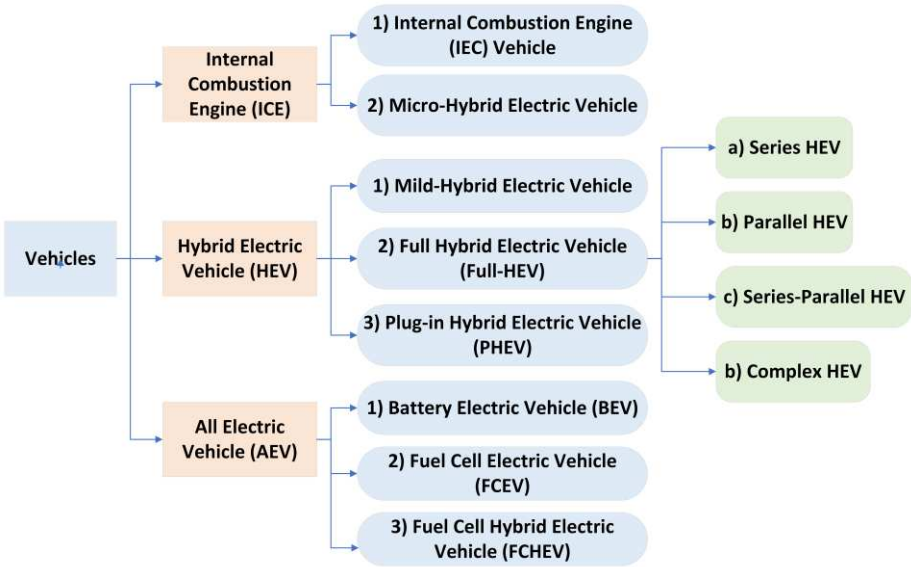 Vehicles
Internal
Combustion
Engine (ICE)
1) Internal Combustion Engine
(IEC) Vehicle
2) Micro-Hybrid Electric Vehicle
Hybrid Electric
Vehicle (HEV)
1) Mild-Hybrid Electric Vehicle
2) Full Hybrid Electric Vehicle
(Full-HEV)
3) Plug-in Hybrid Electric Vehicle
(PHEV)
a) Series HEV
b) Parallel HEV
c) Series-Parallel HEV
b) Complex HEV
All Electric
Vehicle (AEV)
1) Battery Electric Vehicle (BEV)
2) Fuel Cell Electric Vehicle
(FCEV)
3) Fuel Cell Hybrid Electric
Vehicle (FCHEV)